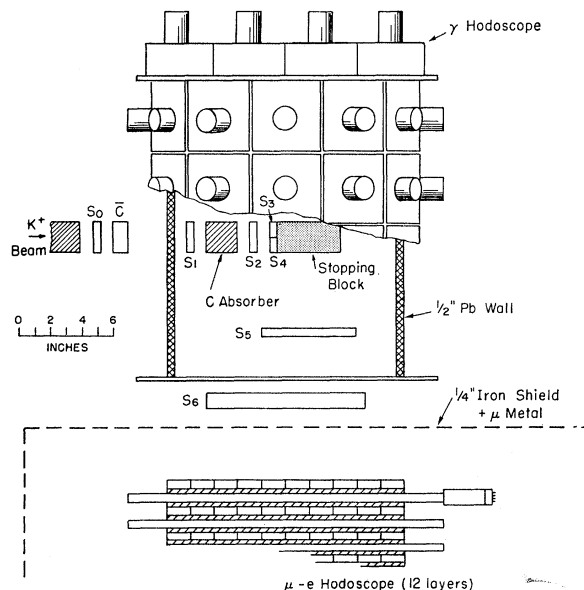 γ Hodoscope
K+
Beam
S0
C̅
S1
C Absorber
S2
S3
S4
Stopping
Block
1/2" Pb Wall
0 2 4 6
INCHES
S5
S6
1/4" Iron Shield
+ μ Metal
μ-e Hodoscope (12 layers)